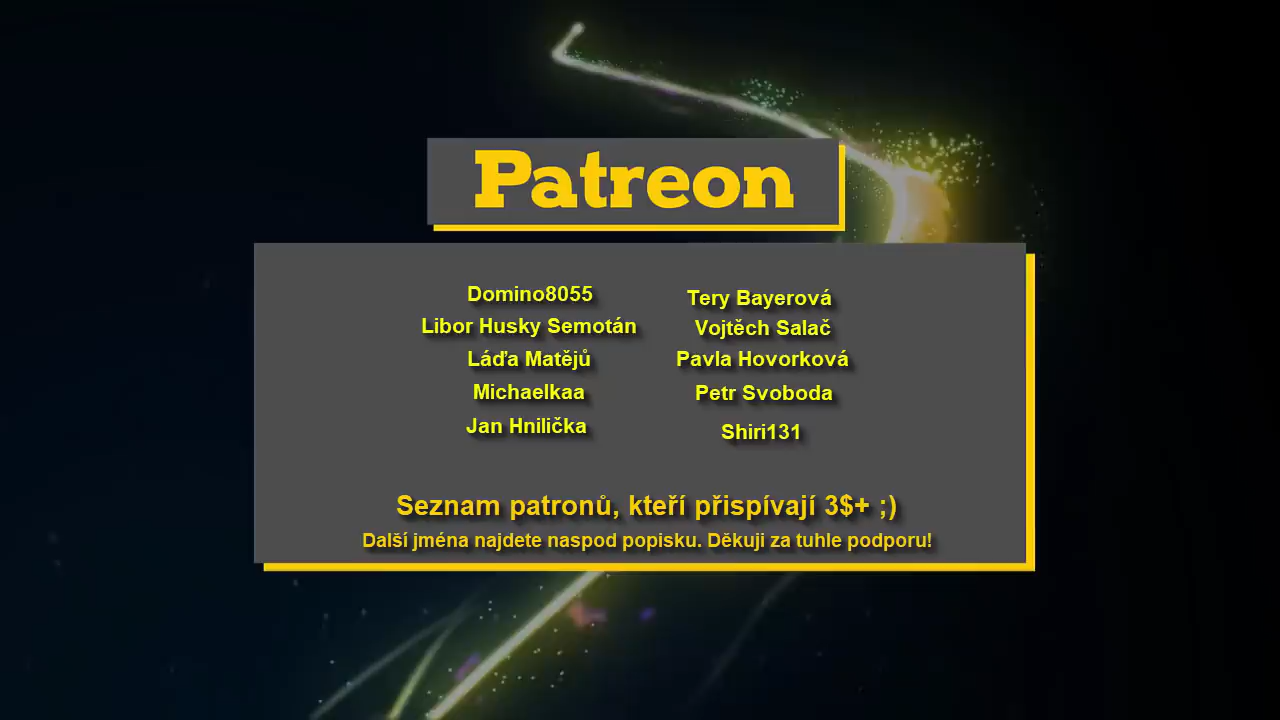 Patreon
Domino8055
Libor Husky Semotán
Láďa Matějů
Michaelkaa
Jan Hnilička
Tery Bayerová
Vojtěch Salač
Pavla Hovorková
Petr Svoboda
Shiri131
Seznam patronů, kteří přispívají 3$+ ;)
Další jména najdete naspod popisku. Děkuji za tuhle podporu!